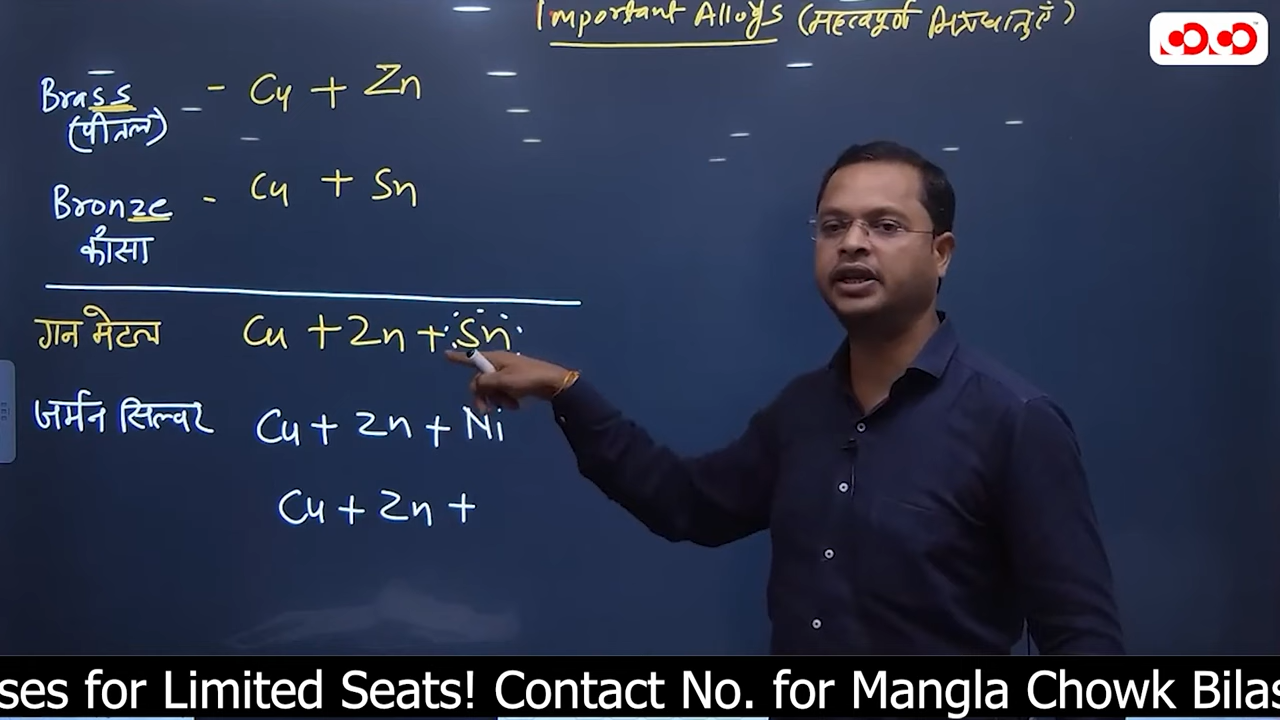 Important Alloys (महत्वपूर्ण मिश्रधातुएँ)
Brass - Cu + Zn
(पीतल)
Bronze - Cu + Sn
काँसा
गन मेटल Cu + Zn + Sn
जर्मन सिल्वर Cu + Zn + Ni
Cu + Zn +
ses for Limited Seats! Contact No. for Mangla Chowk Bilas